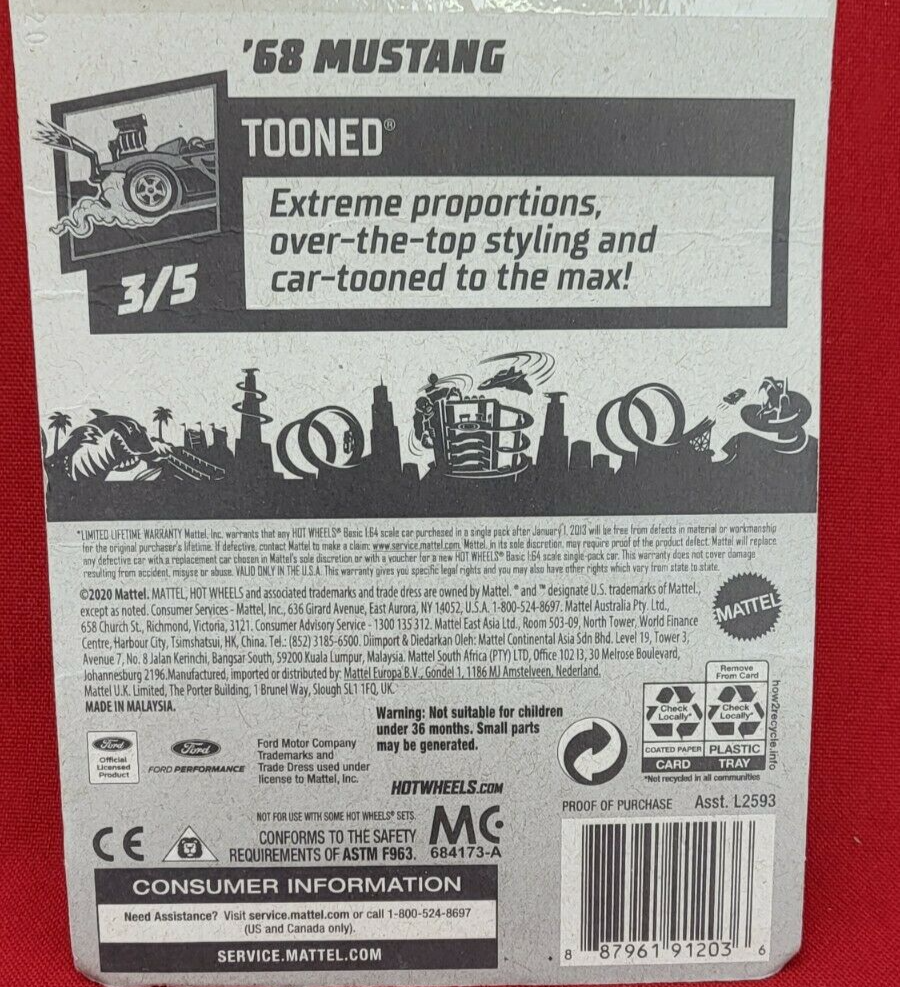 '68 MUSTANG
TOONED®
Extreme proportions,
over-the-top styling and
car-tooned to the max!
3/5
*LIMITED LIFETIME WARRANTY Mattel, Inc. warrants that any HOT WHEELS® Basic 1:64 scale car purchased in a single pack after January 1, 2013 will be free from defects in material or workmanship
for the original purchaser's lifetime. If defective, contact Mattel to make a claim: www.service.mattel.com. Mattel, in its sole discretion, may require proof of the product defect. Mattel will replace
any defective car with a replacement car chosen in Mattel's sole discretion or with a voucher for a new HOT WHEELS® Basic 1:64 scale single-pack car. This warranty does not cover damage
resulting from accident, misuse or abuse. VALID ONLY IN THE U.S.A. This warranty gives you specific legal rights and you may also have other rights which vary from state to state.
©2020 Mattel. MATTEL, HOT WHEELS and associated trademarks and trade dress are owned by Mattel. ® and ™ designate U.S. trademarks of Mattel,
except as noted. Consumer Services - Mattel, Inc., 636 Girard Avenue, East Aurora, NY 14052, U.S.A. 1-800-524-8697. Mattel Australia Pty. Ltd.,
658 Church St., Richmond, Victoria, 3121. Consumer Advisory Service - 1300 135 312. Mattel East Asia Ltd., Room 503-09, North Tower, World Finance
Centre, Harbour City, Tsimshatsui, HK, China. Tel.: (852) 3185-6500. Diimport & Diedarkan Oleh: Mattel Continental Asia Sdn Bhd. Level 19, Tower 3,
Avenue 7, No. 8 Jalan Kerinchi, Bangsar South, 59200 Kuala Lumpur, Malaysia. Mattel South Africa (PTY) LTD, Office 102 I3, 30 Melrose Boulevard,
Johannesburg 2196. Manufactured, imported or distributed by: Mattel Europa B.V., Gondel 1, 1186 MJ Amstelveen, Nederland.
Mattel U.K. Limited, The Porter Building, 1 Brunel Way, Slough SL1 1FQ, UK.
MADE IN MALAYSIA.
MATTEL
Warning: Not suitable for children
under 36 months. Small parts
may be generated.
Remove
From Card
Check
Locally*
Check
Locally*
COATED PAPER
PLASTIC
CARD
TRAY
*Not recycled in all communities
how2recycle.info
Ford
Official
Licensed
Product
Ford
FORD PERFORMANCE
Ford Motor Company
Trademarks and
Trade Dress used under
license to Mattel, Inc.
HOTWHEELS.COM
NOT FOR USE WITH SOME HOT WHEELS® SETS.
CONFORMS TO THE SAFETY
REQUIREMENTS OF ASTM F963.
CE
MC
684173-A
PROOF OF PURCHASE
Asst. L2593
CONSUMER INFORMATION
Need Assistance? Visit service.mattel.com or call 1-800-524-8697
(US and Canada only).
SERVICE.MATTEL.COM
8 87961 91203 6